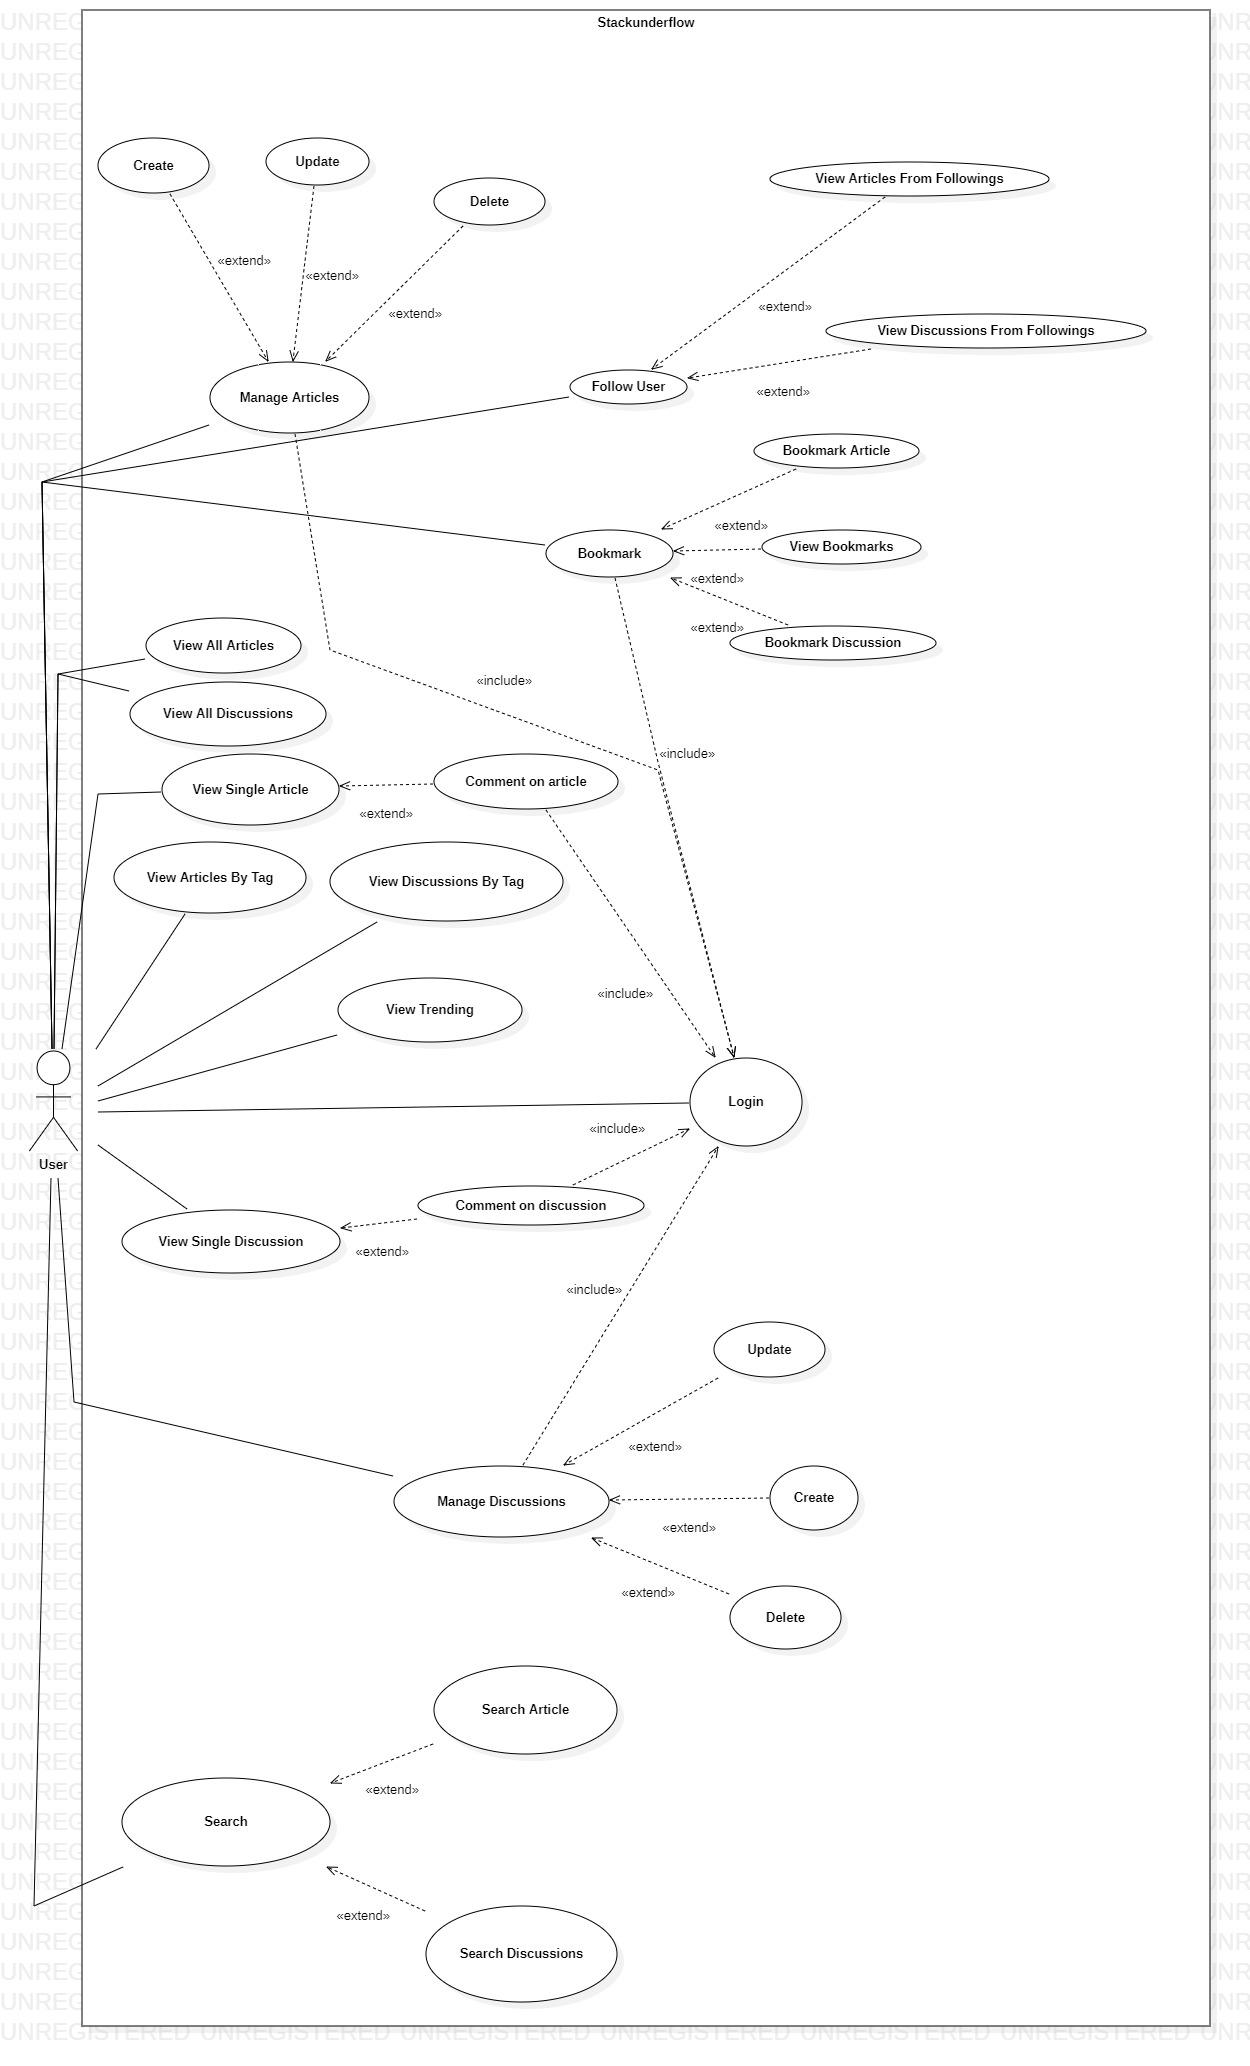 Stackunderflow
Create
Update
Delete
View Articles From Followings
«extend»
«extend»
«extend»
«extend»
View Discussions From Followings
Manage Articles
Follow User
«extend»
Bookmark Article
«extend»
Bookmark
View Bookmarks
«extend»
«extend»
Bookmark Discussion
View All Articles
«include»
View All Discussions
«include»
View Single Article
Comment on article
«extend»
View Articles By Tag
View Discussions By Tag
«include»
View Trending
Login
«include»
User
Comment on discussion
View Single Discussion
«extend»
«include»
Update
«extend»
Manage Discussions
Create
«extend»
«extend»
Delete
Search Article
«extend»
Search
«extend»
Search Discussions
UNREGISTERED UNREGISTERED UNREGISTERED UNREGISTERED UNREGISTERED UNREGISTERED UNR